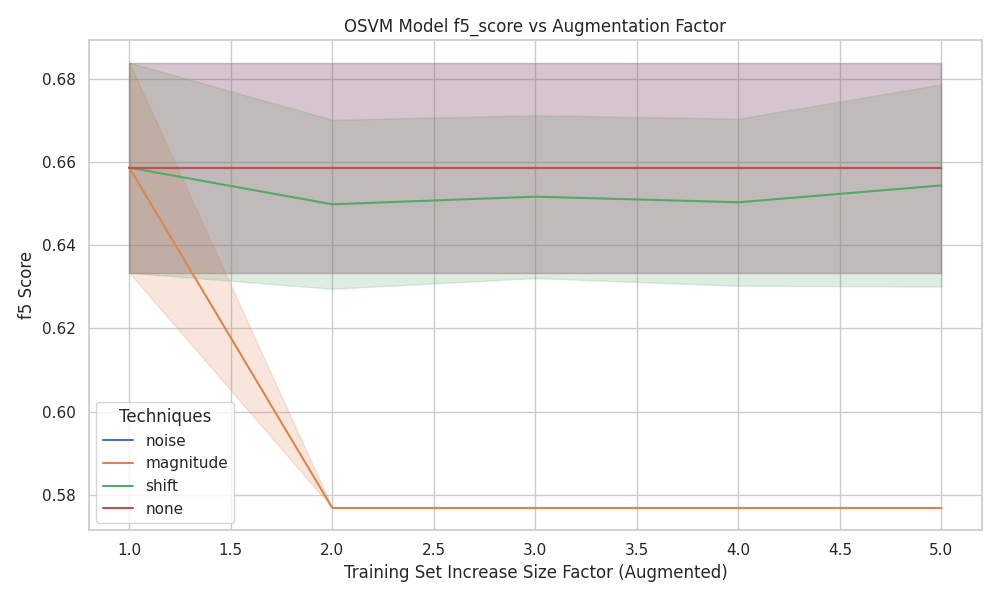 OSVM Model f5_score vs Augmentation Factor
f5 Score
0.68
0.66
0.64
0.62
0.60
0.58
Techniques
noise
magnitude
shift
none
1.0 1.5 2.0 2.5 3.0 3.5 4.0 4.5 5.0
Training Set Increase Size Factor (Augmented)